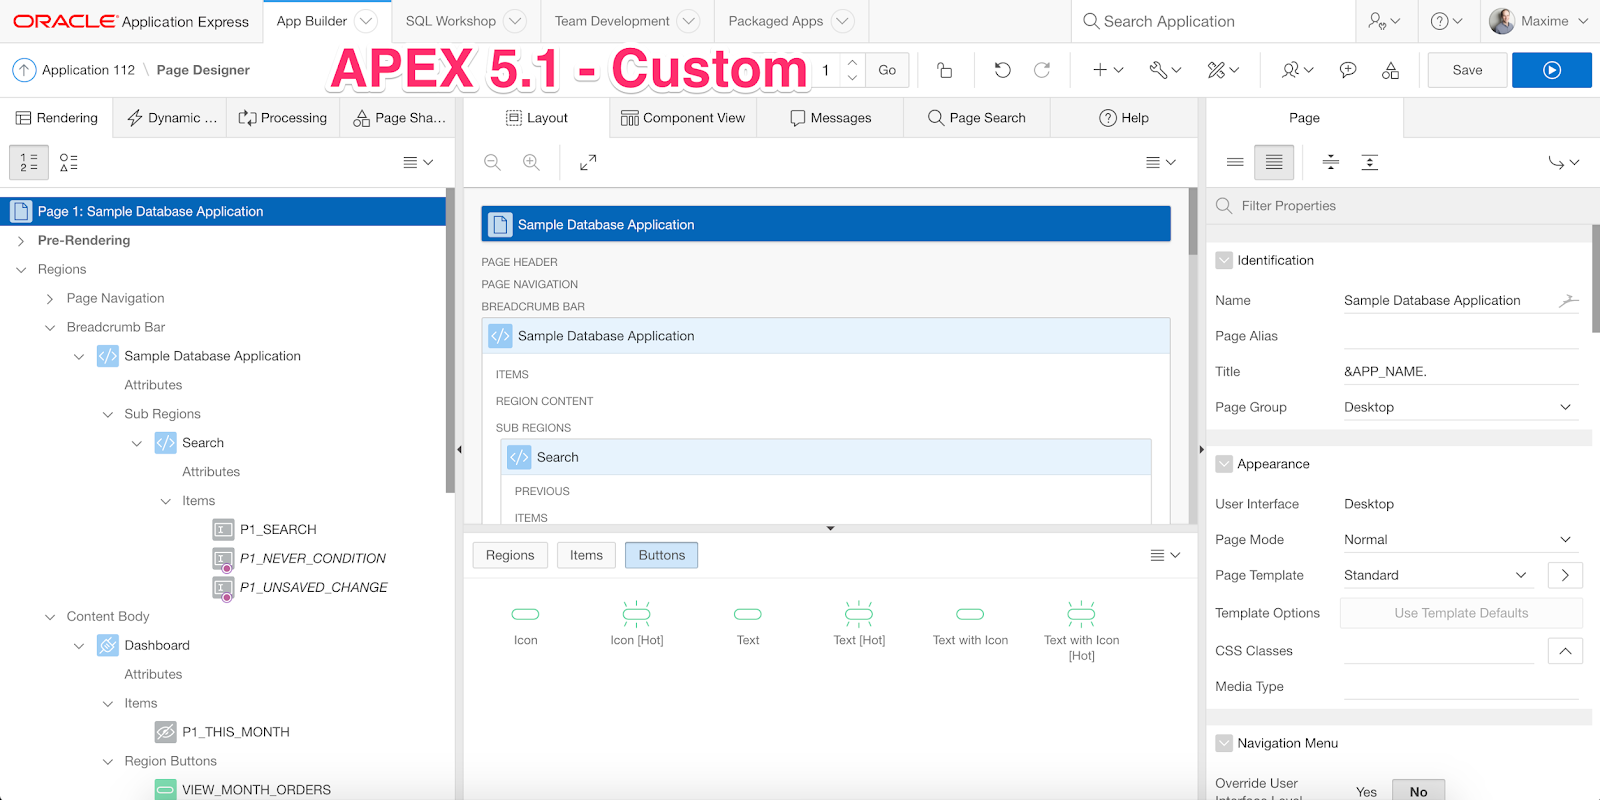 ORACLE Application Express
App Builder
SQL Workshop
Team Development
Packaged Apps
Search Application
Maxime
Application 112 \ Page Designer
APEX 5.1 - Custom
1
Go
Save
Rendering
Dynamic ...
Processing
Page Sha...
Layout
Component View
Messages
Page Search
Help
Page
Page 1: Sample Database Application
Pre-Rendering
Regions
Page Navigation
Breadcrumb Bar
Sample Database Application
Attributes
Sub Regions
Search
Attributes
Items
P1_SEARCH
P1_NEVER_CONDITION
P1_UNSAVED_CHANGE
Content Body
Dashboard
Attributes
Items
P1_THIS_MONTH
Region Buttons
VIEW_MONTH_ORDERS
Sample Database Application
PAGE HEADER
PAGE NAVIGATION
BREADCRUMB BAR
Sample Database Application
ITEMS
REGION CONTENT
SUB REGIONS
Search
PREVIOUS
ITEMS
Regions
Items
Buttons
Icon
Icon [Hot]
Text
Text [Hot]
Text with Icon
Text with Icon
[Hot]
Filter Properties
Identification
Name
Sample Database Application
Page Alias
Title
&APP_NAME.
Page Group
Desktop
Appearance
User Interface
Desktop
Page Mode
Normal
Page Template
Standard
Template Options
Use Template Defaults
CSS Classes
Media Type
Navigation Menu
Override User
Interface Level
Yes
No